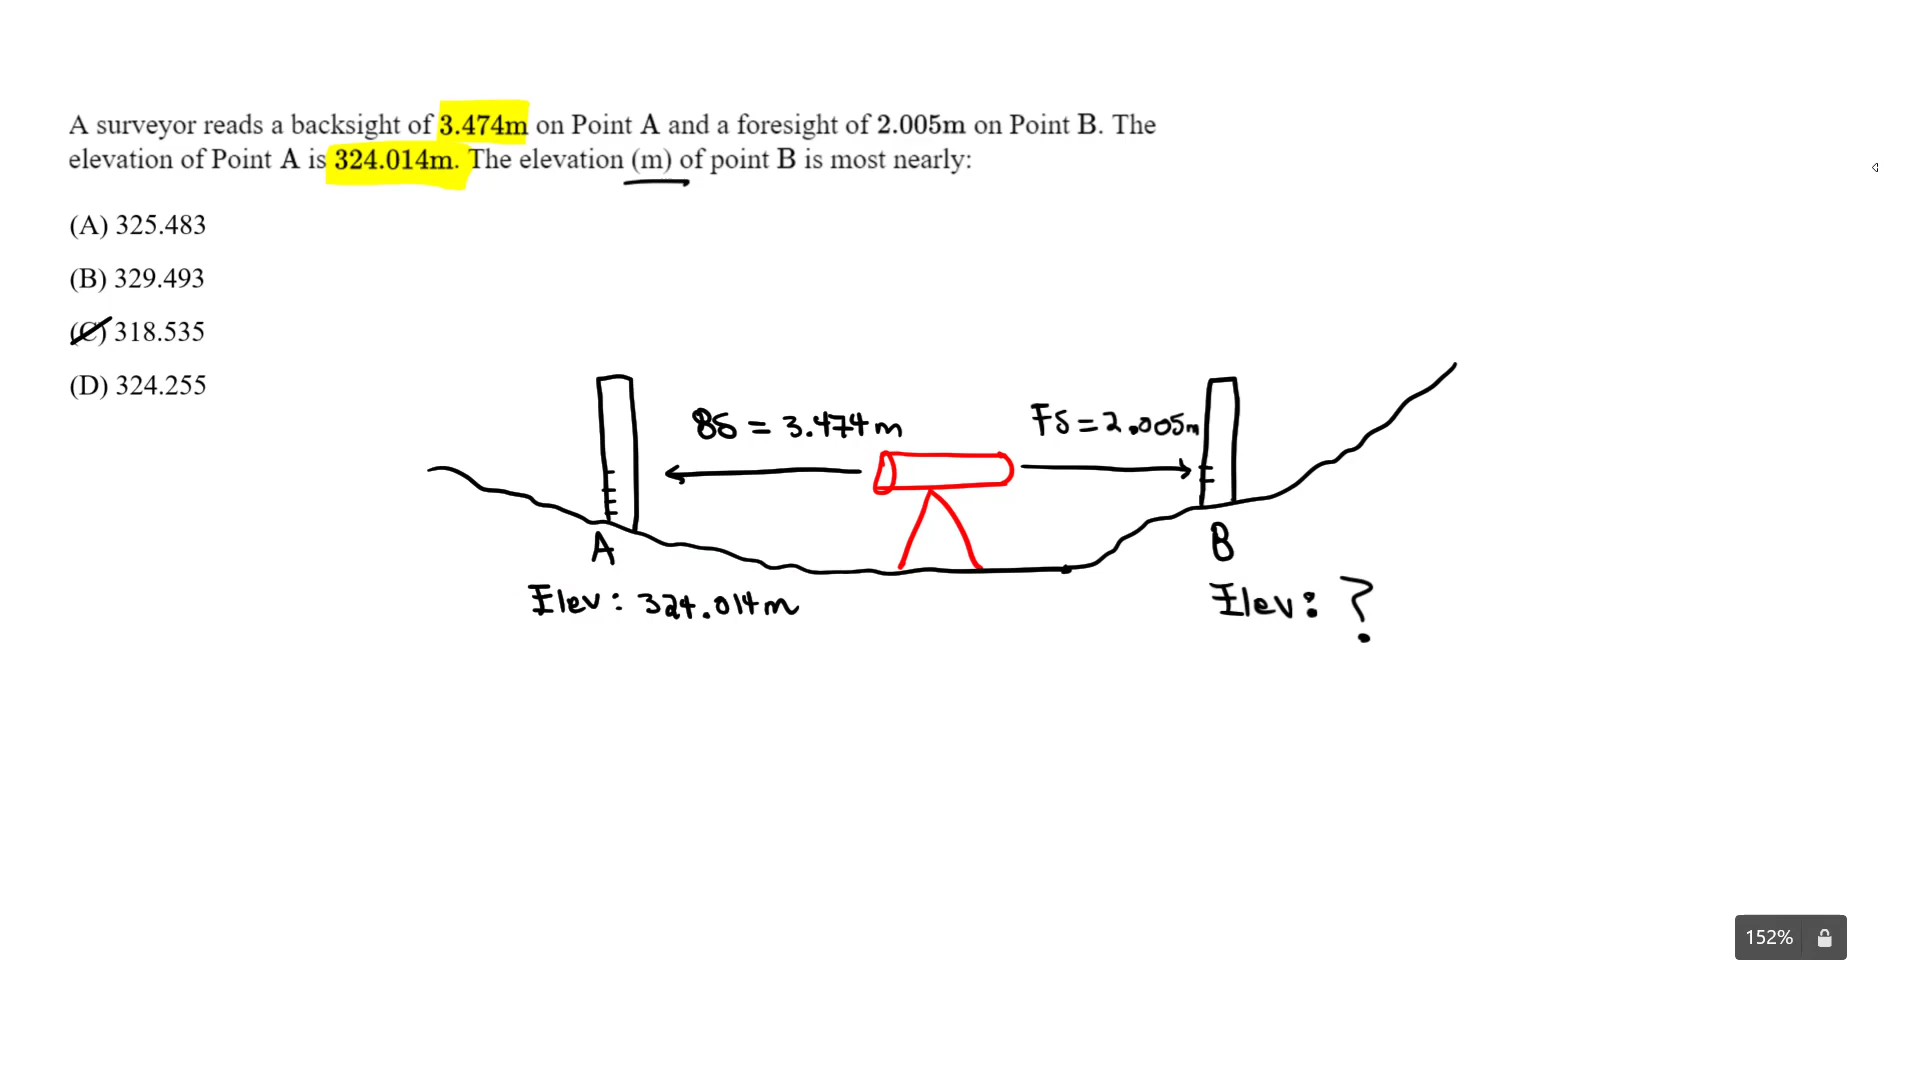 A surveyor reads a backsight of 3.474m on Point A and a foresight of 2.005m on Point B. The
elevation of Point A is 324.014m. The elevation (m) of point B is most nearly:
(A) 325.483
(B) 329.493
(C) 318.535
(D) 324.255
BS = 3.474m
FS = 2.005m
A
B
Elev: 324.014m
Elev: ?
152%